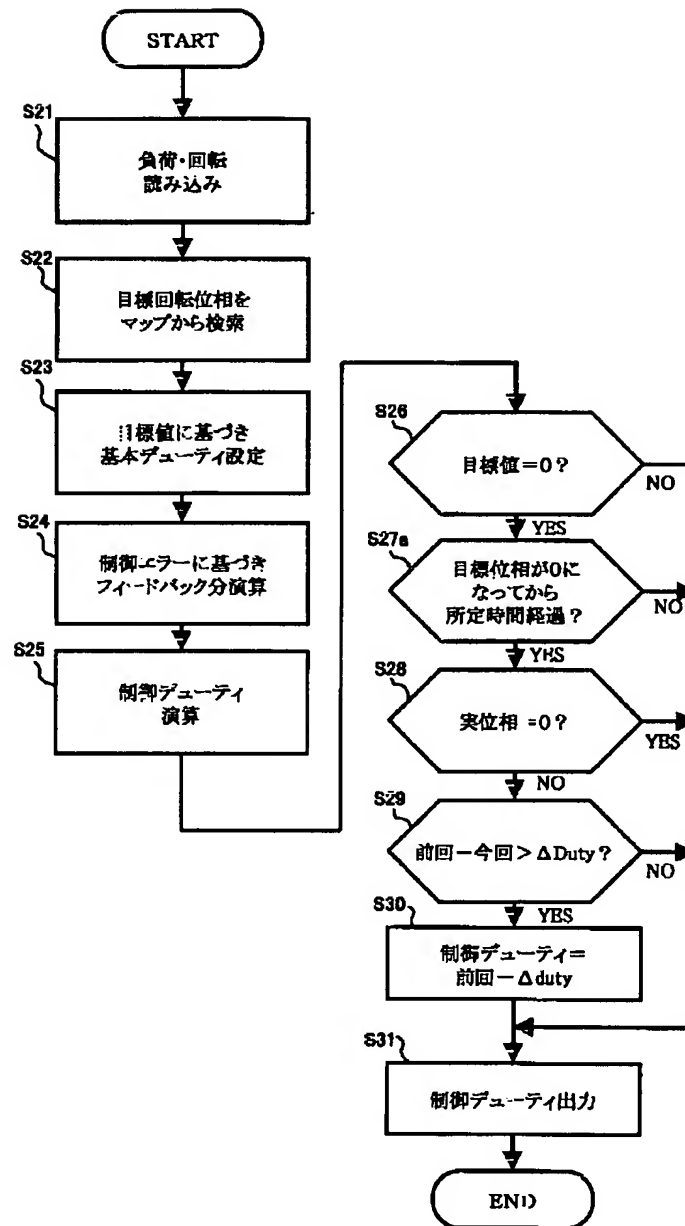 START
S21
負荷・回転
読み込み
S22
目標回転位相を
マップから検索
S23
目標値に基づき
基本デューティ設定
S24
制御エラーに基づき
フィードバック分演算
S25
制御デューティ
演算
S26
目標値=0?
NO
YES
S27a
目標位相が0に
なってから
所定時間経過?
NO
YES
S28
実位相=0?
YES
NO
S29
前回-今回>ΔDuty?
NO
YES
S30
制御デューティ=
前回-Δduty
S31
制御デューティ出力
END